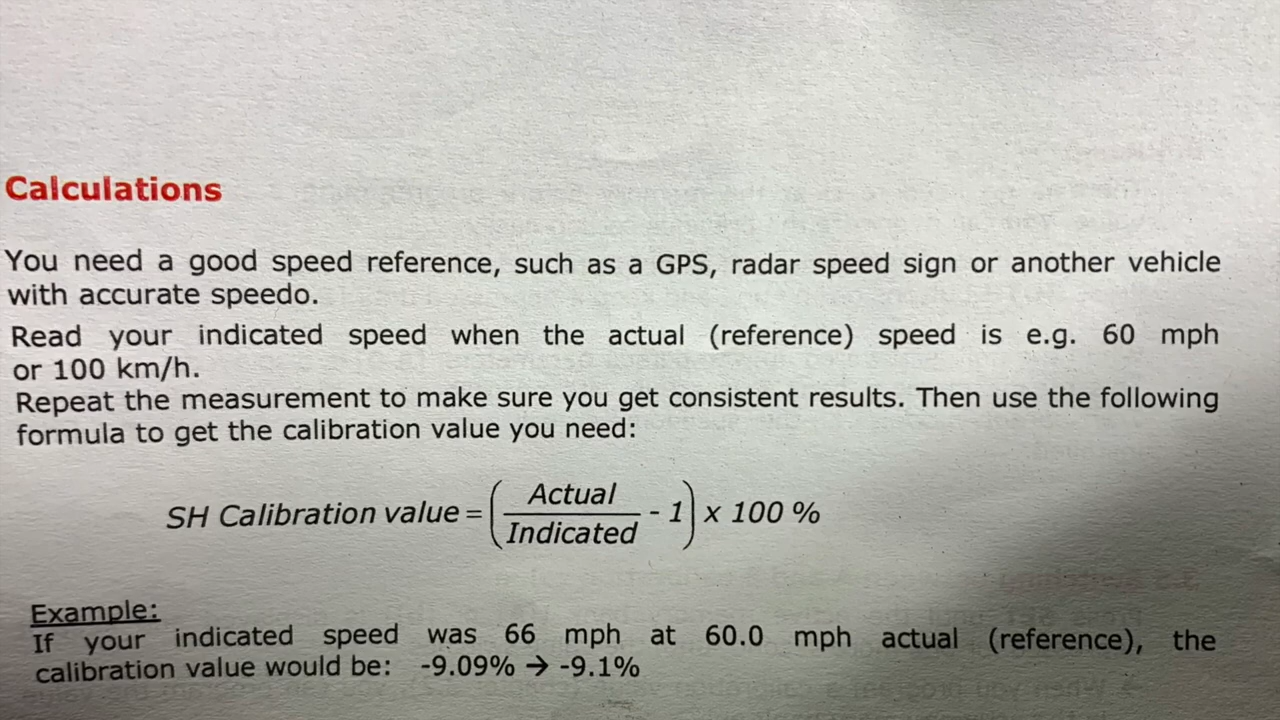 Calculations
You need a good speed reference, such as a GPS, radar speed sign or another vehicle
with accurate speedo.
Read your indicated speed when the actual (reference) speed is e.g. 60 mph
or 100 km/h.
Repeat the measurement to make sure you get consistent results. Then use the following
formula to get the calibration value you need:
SH Calibration value = ( Actual / Indicated - 1 ) x 100 %
Example:
If your indicated speed was 66 mph at 60.0 mph actual (reference), the
calibration value would be: -9.09% → -9.1%